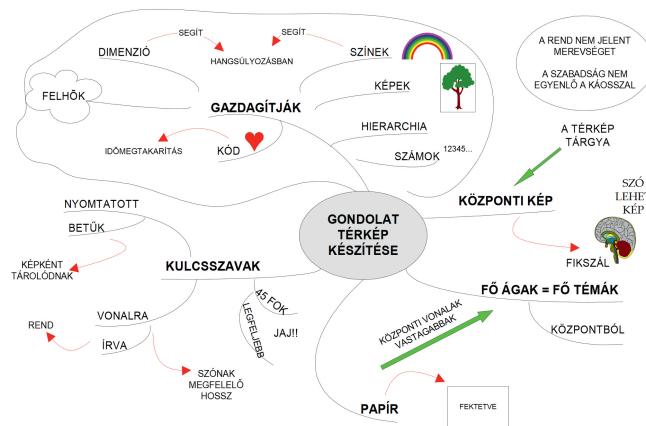 DIMENZIÓ
SEGÍT
SEGÍT
SZÍNEK
HANGSÚLYOZÁSBAN
FELHŐK
KÉPEK
GAZDAGÍTJÁK
HIERARCHIA
IDŐMEGTAKARÍTÁS
KÓD
SZÁMOK
12345...
A REND NEM JELENT
MEREVSÉGET
A SZABADSÁG NEM
EGYENLŐ A KÁOSSZAL
A TÉRKÉP
TÁRGYA
KÖZPONTI KÉP
SZÓ
LEHET
KÉP
FIKSZÁL
GONDOLAT
TÉRKÉP
KÉSZÍTÉSE
NYOMTATOTT
BETŰK
KÉPKÉNT
TÁROLÓDNAK
KULCSSZAVAK
VONALRA
ÍRVA
REND
SZÓNAK
MEGFELELŐ
HOSSZ
45 FOK
LEGFELJEBB
JAJ!!
FŐ ÁGAK = FŐ TÉMÁK
KÖZPONTBÓL
KÖZPONTI VONALAK
VASTAGABBAK
PAPÍR
FEKTETVE